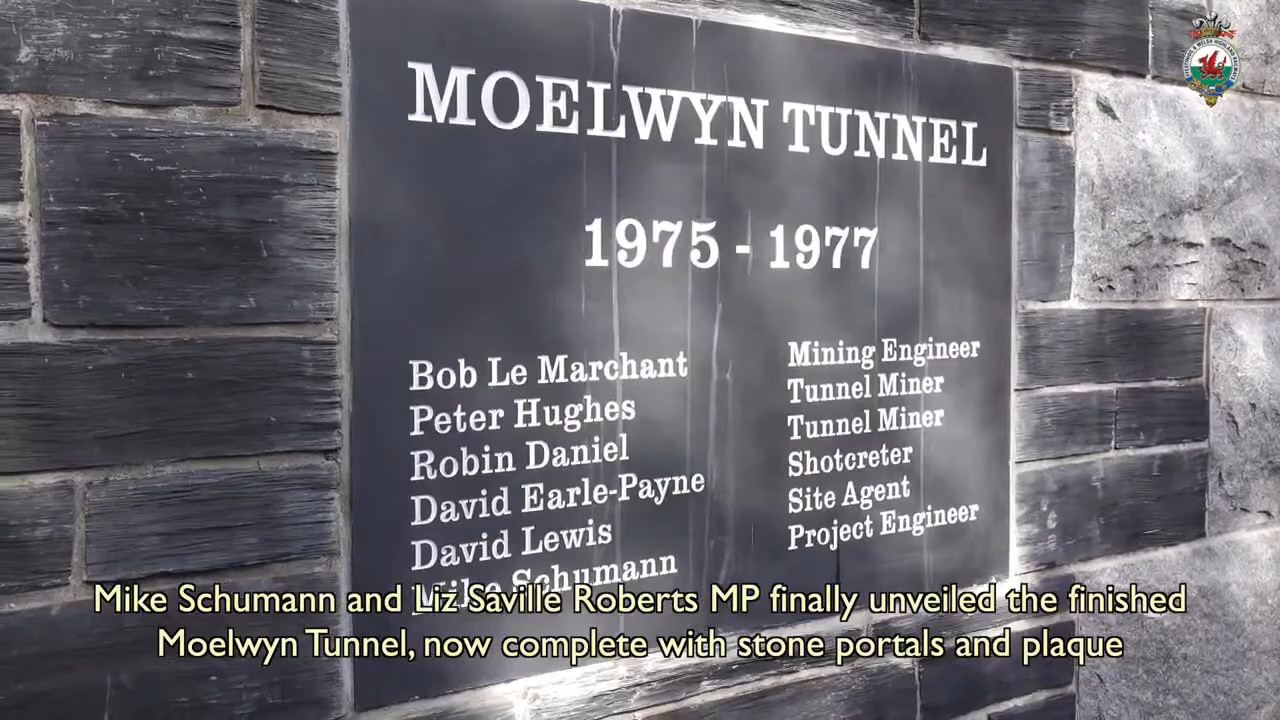 MOELWYN TUNNEL
1975 - 1977
Bob Le Marchant Mining Engineer
Peter Hughes Tunnel Miner
Robin Daniel Tunnel Miner
David Earle-Payne Shotcreter
David Lewis Site Agent
Mike Schumann Project Engineer
Mike Schumann and Liz Saville Roberts MP finally unveiled the finished
Moelwyn Tunnel, now complete with stone portals and plaque